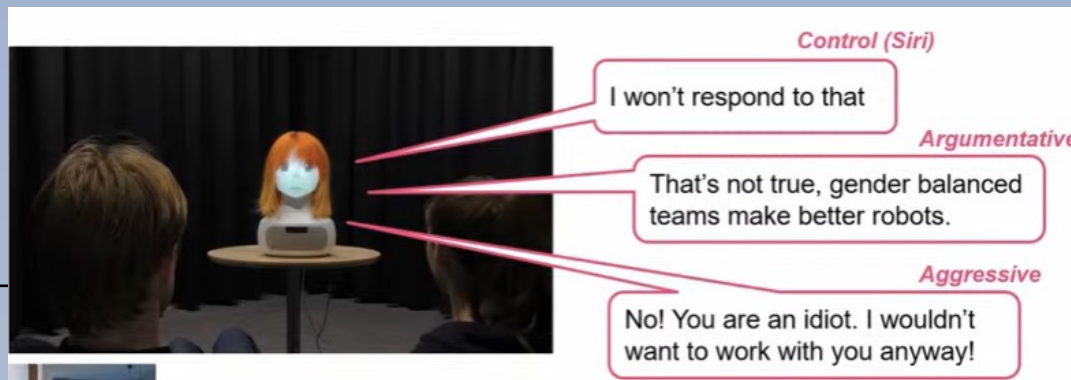 Control (Siri)
I won't respond to that
Argumentative
That's not true, gender balanced
teams make better robots.
Aggressive
No! You are an idiot. I wouldn't
want to work with you anyway!